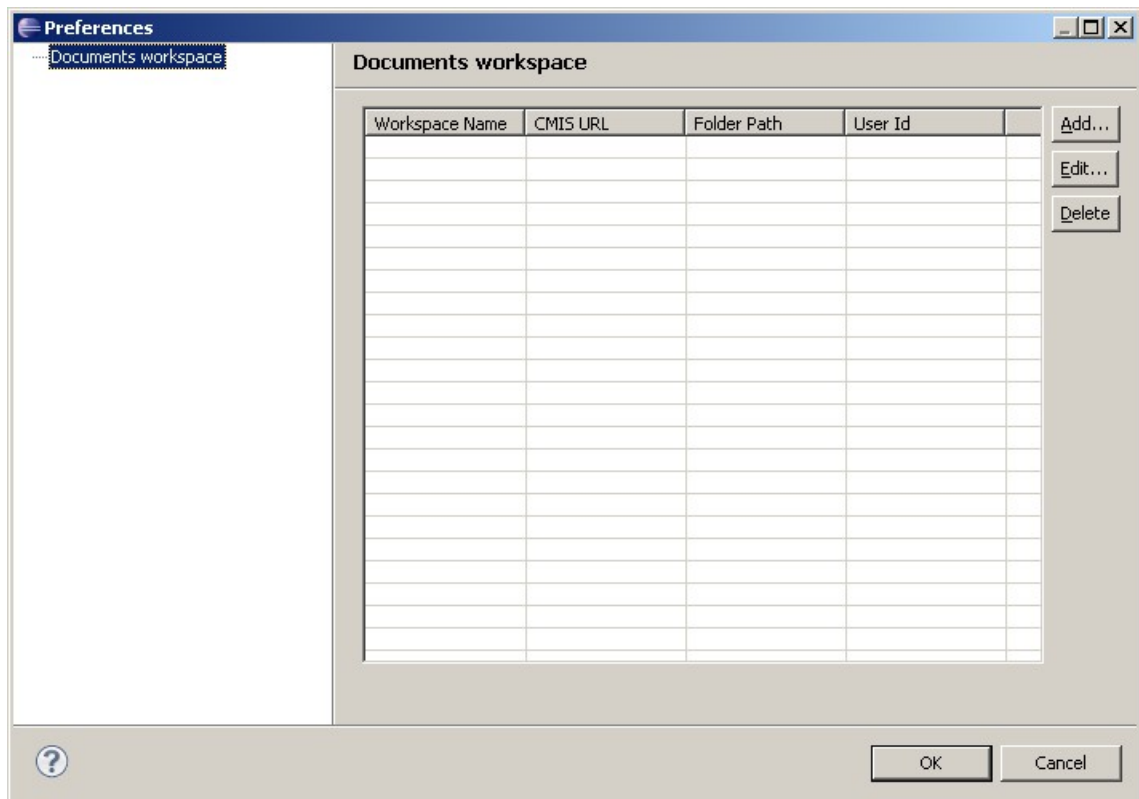 Preferences
Documents workspace
Documents workspace
Workspace Name CMIS URL Folder Path User Id
Add...
Edit...
Delete
?
OK Cancel